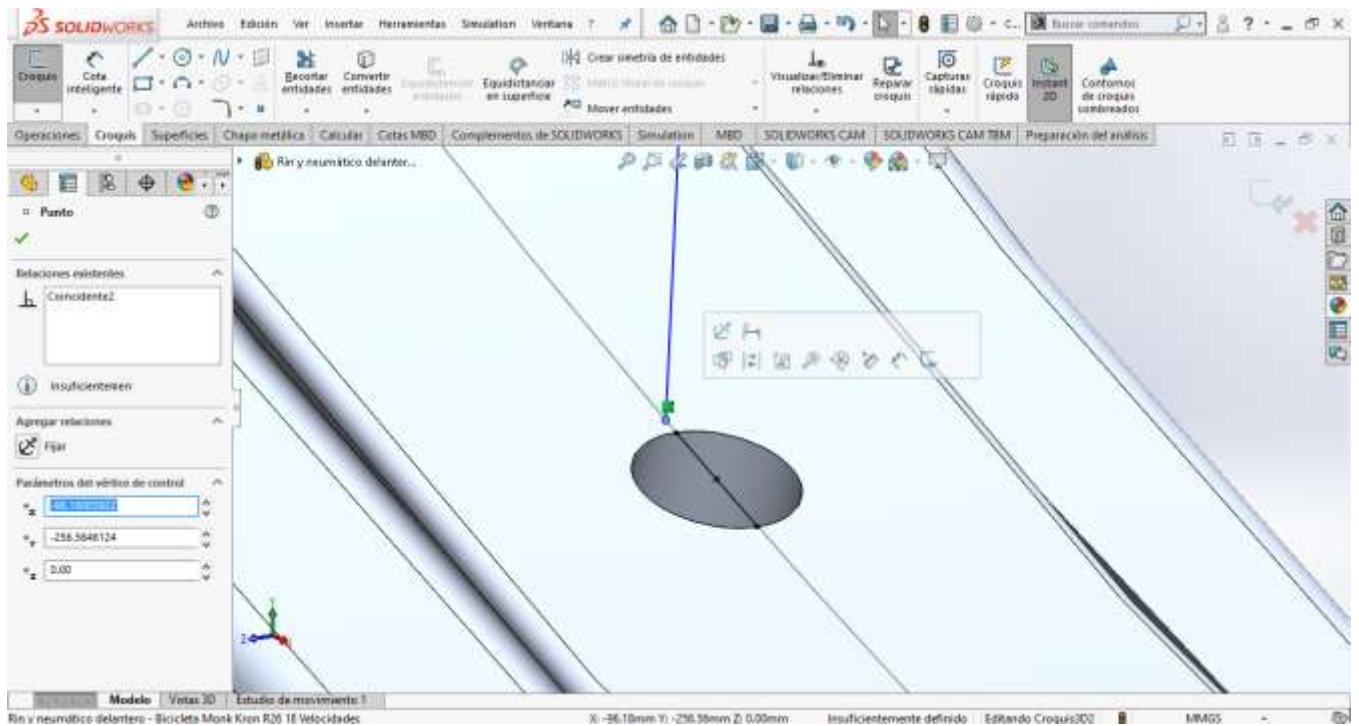 SOLIDWORKS Archivo Edición Ver Insertar Herramientas Simulation Ventana ? Buscar comandos
Croquis Cota inteligente Recortar entidades Convertir entidades Equidistanciar en superficie Crear simetría de entidades Mover entidades Visualizar/Eliminar relaciones Reparar croquis Capturas rápidas Croquis rápido Instant 2D Contornos de croquis sombreados
Operaciones Croquis Superficies Chapa metálica Calcular Cotas MBD Complementos de SOLIDWORKS Simulation MBD SOLIDWORKS CAM SOLIDWORKS CAM TBM Preparación del análisis
Rin y neumático delanter...
Punto
Relaciones existentes
Coincidente2
Insuficientemen
Agregar relaciones
Fijar
Parámetros del vértice de control
-256.5648124
0.00
Modelo Vistas 3D Estudio de movimiento 1
Rin y neumático delantero - Bicicleta Monk Kron R26 18 Velocidades X: -96.18mm Y: -256.56mm Z: 0.00mm Insuficientemente definido Editando Croquis3D2 MMGS